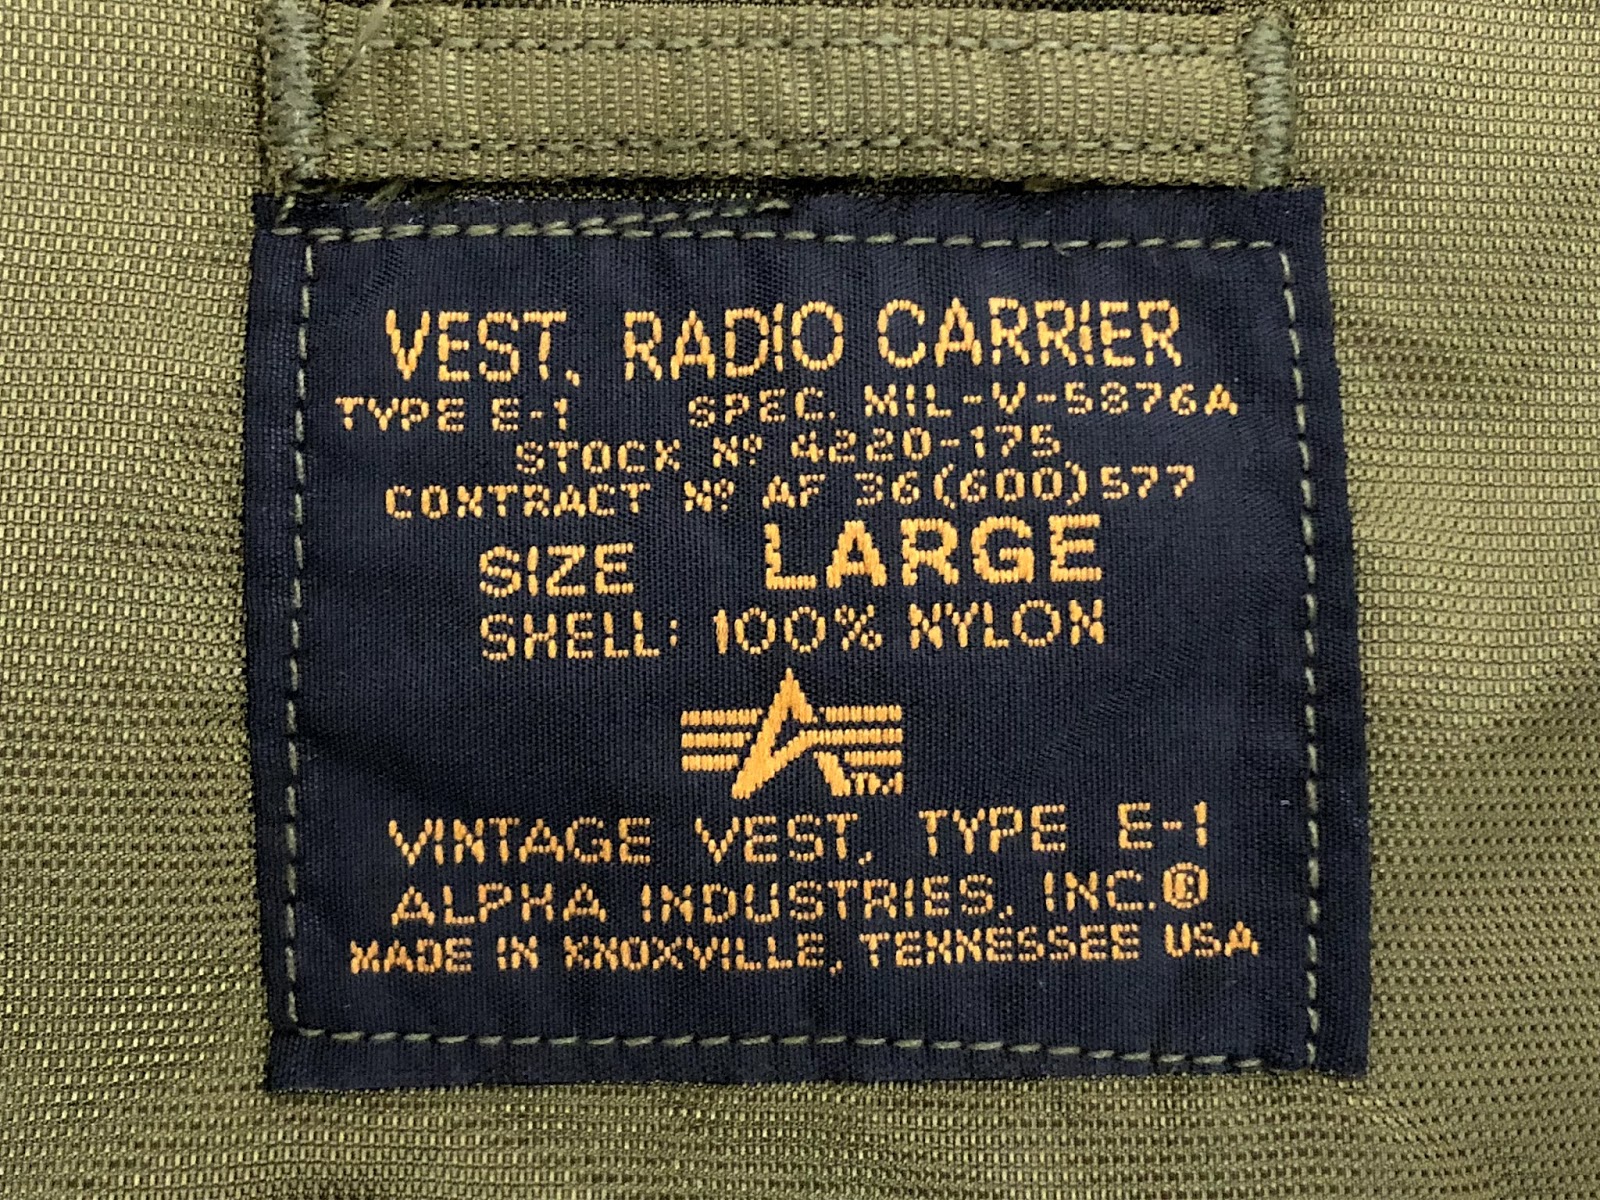 VEST, RADIO CARRIER
TYPE E-1 SPEC. MIL-V-5876A
STOCK Nº 4220-175
CONTRACT Nº AF 36(600)577
SIZE LARGE
SHELL: 100% NYLON
TM
VINTAGE VEST, TYPE E-1
ALPHA INDUSTRIES, INC.®
MADE IN KNOXVILLE, TENNESSEE USA